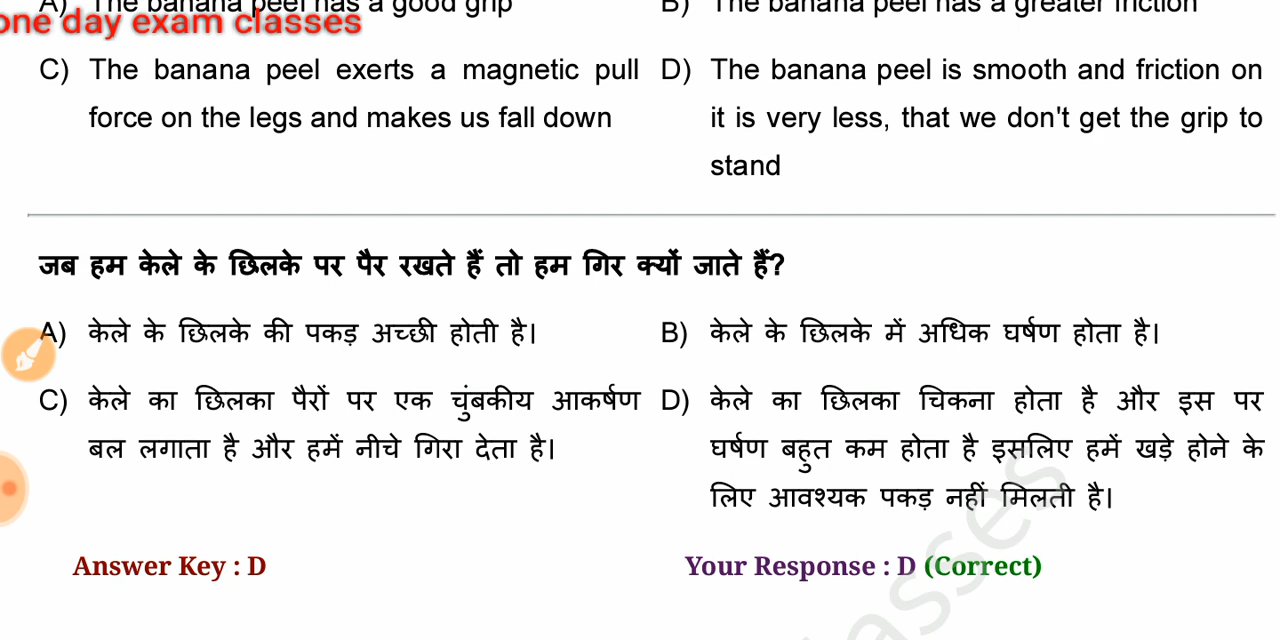 A) The banana peel has a good grip B) The banana peel has a greater friction
one day exam classes
C) The banana peel exerts a magnetic pull D) The banana peel is smooth and friction on
force on the legs and makes us fall down it is very less, that we don't get the grip to
stand
जब हम केले के छिलके पर पैर रखते हैं तो हम गिर क्यों जाते हैं?
A) केले के छिलके की पकड़ अच्छी होती है। B) केले के छिलके में अधिक घर्षण होता है।
C) केले का छिलका पैरों पर एक चुंबकीय आकर्षण D) केले का छिलका चिकना होता है और इस पर
बल लगाता है और हमें नीचे गिरा देता है। घर्षण बहुत कम होता है इसलिए हमें खड़े होने के
लिए आवश्यक पकड़ नहीं मिलती है।
Answer Key : D Your Response : D (Correct)